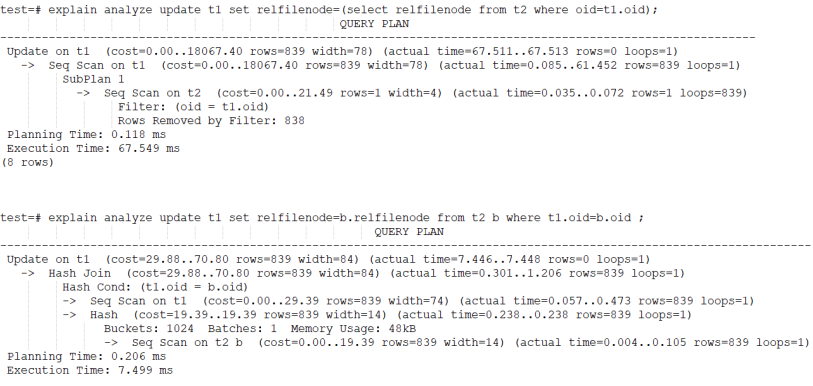 test=# explain analyze update t1 set relfilenode=(select relfilenode from t2 where oid=t1.oid);
QUERY PLAN
-----------------------------------------------------------------------------------------------------------------
Update on t1  (cost=0.00..18067.40 rows=839 width=78) (actual time=67.511..67.513 rows=0 loops=1)
  ->  Seq Scan on t1  (cost=0.00..18067.40 rows=839 width=78) (actual time=0.085..61.452 rows=839 loops=1)
        SubPlan 1
          ->  Seq Scan on t2  (cost=0.00..21.49 rows=1 width=4) (actual time=0.035..0.072 rows=1 loops=839)
                Filter: (oid = t1.oid)
                Rows Removed by Filter: 838
Planning Time: 0.118 ms
Execution Time: 67.549 ms
(8 rows)
test=# explain analyze update t1 set relfilenode=b.relfilenode from t2 b where t1.oid=b.oid ;
QUERY PLAN
-------------------------------------------------------------------------------------------------------------------------
Update on t1  (cost=29.88..70.80 rows=839 width=84) (actual time=7.446..7.448 rows=0 loops=1)
  ->  Hash Join  (cost=29.88..70.80 rows=839 width=84) (actual time=0.301..1.206 rows=839 loops=1)
        Hash Cond: (t1.oid = b.oid)
        ->  Seq Scan on t1  (cost=0.00..29.39 rows=839 width=74) (actual time=0.057..0.473 rows=839 loops=1)
        ->  Hash  (cost=19.39..19.39 rows=839 width=14) (actual time=0.238..0.238 rows=839 loops=1)
              Buckets: 1024  Batches: 1  Memory Usage: 48kB
              ->  Seq Scan on t2 b  (cost=0.00..19.39 rows=839 width=14) (actual time=0.004..0.105 rows=839 loops=1)
Planning Time: 0.206 ms
Execution Time: 7.499 ms